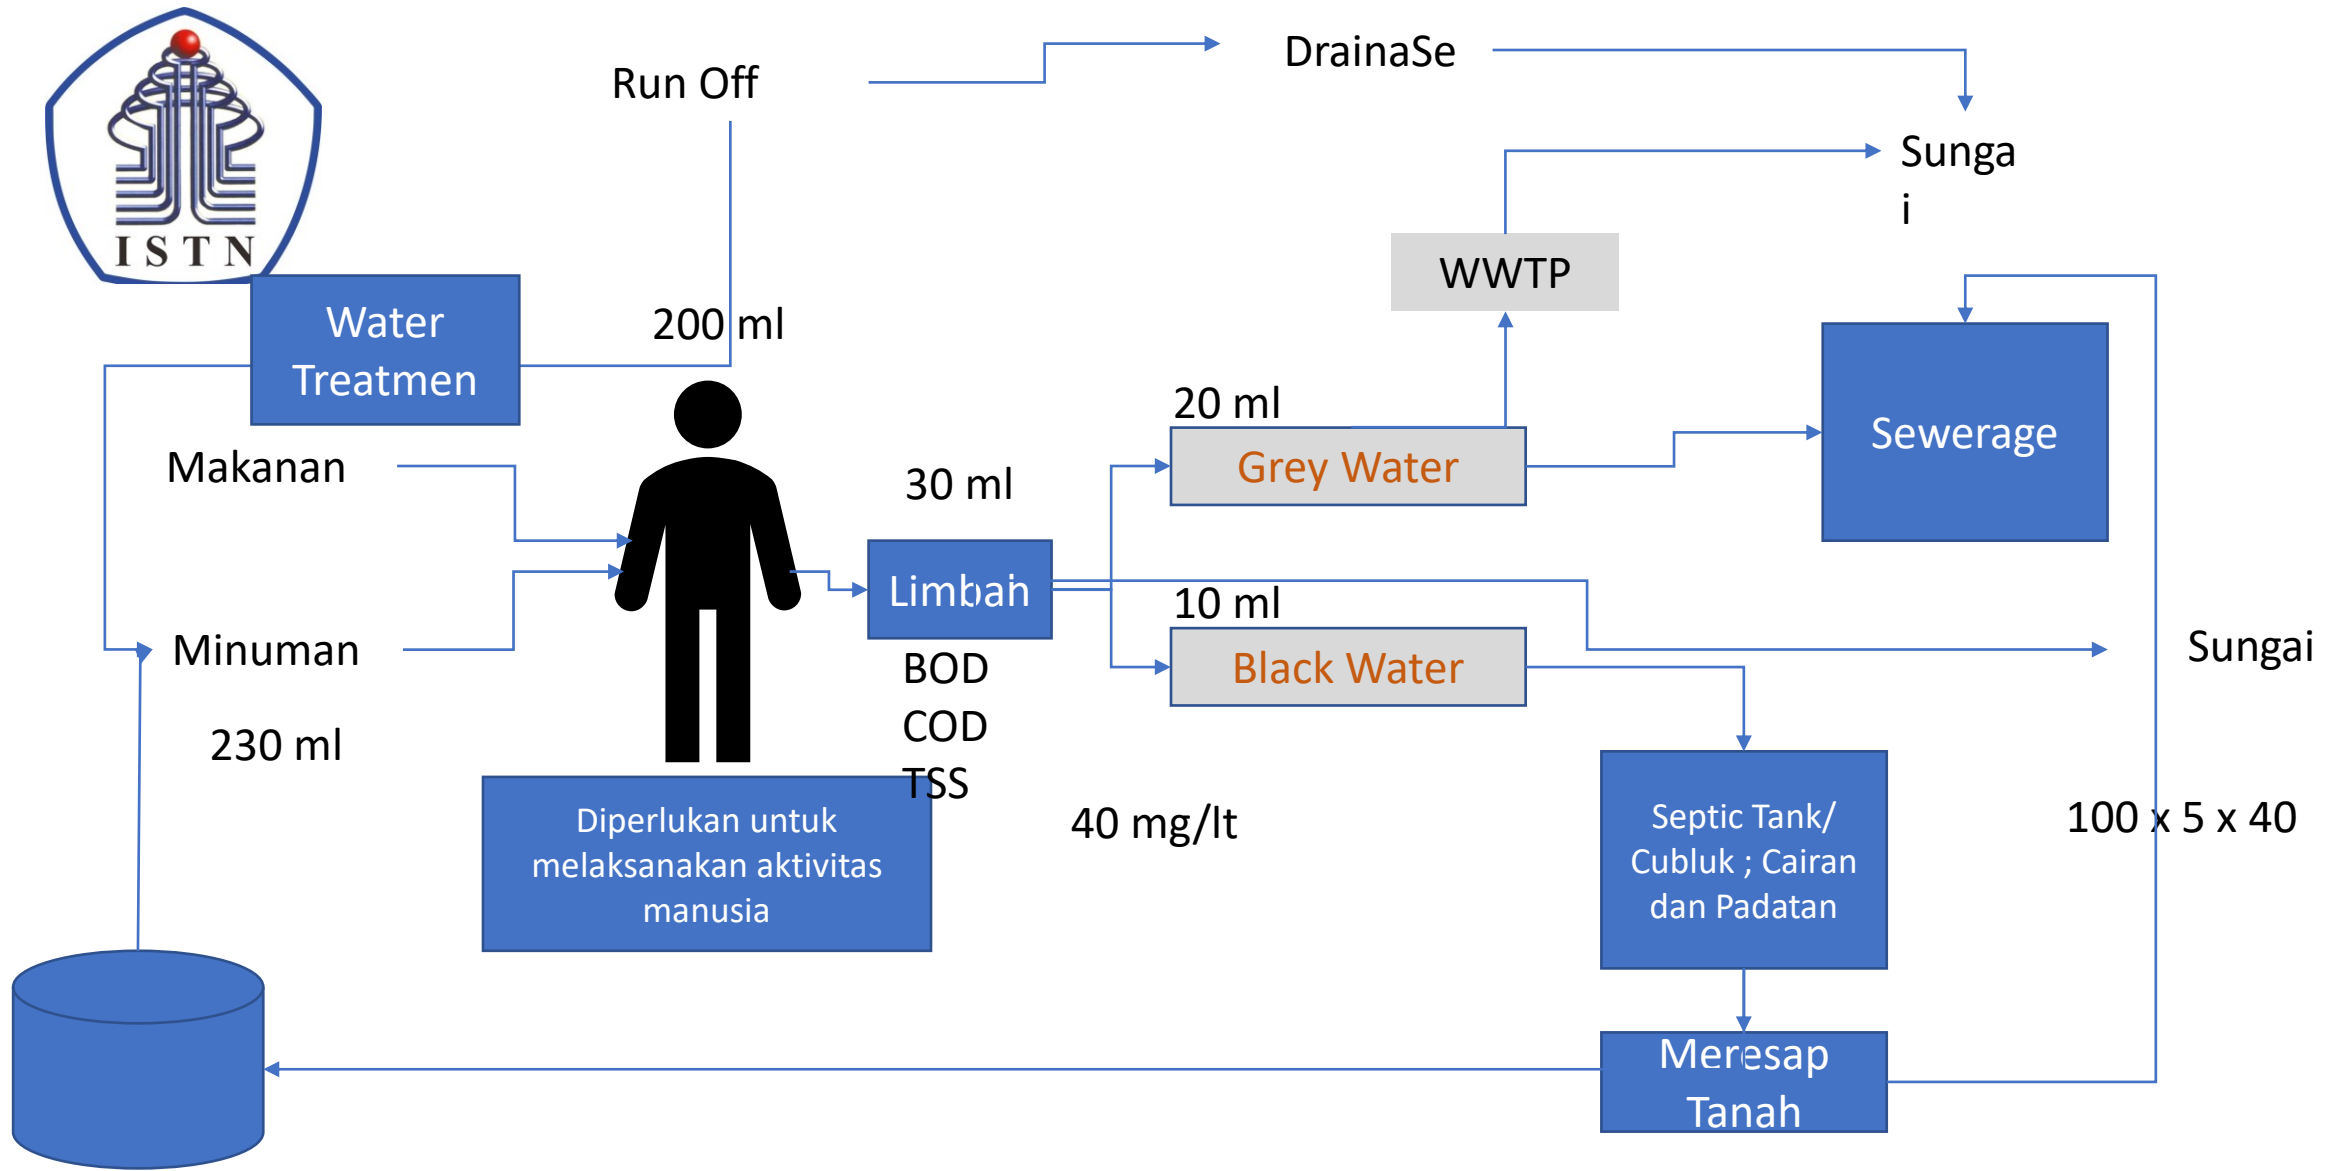 Run Off
DrainaSe
Sunga
i
ISTN
WWTP
Water
Treatmen
200 ml
20 ml
Grey Water
Sewerage
Makanan
30 ml
Limbah
10 ml
Black Water
Minuman
Sungai
BOD
COD
TSS
230 ml
40 mg/lt
100 x 5 x 40
Diperlukan untuk
melaksanakan aktivitas
manusia
Septic Tank/
Cubluk ; Cairan
dan Padatan
Meresap
Tanah